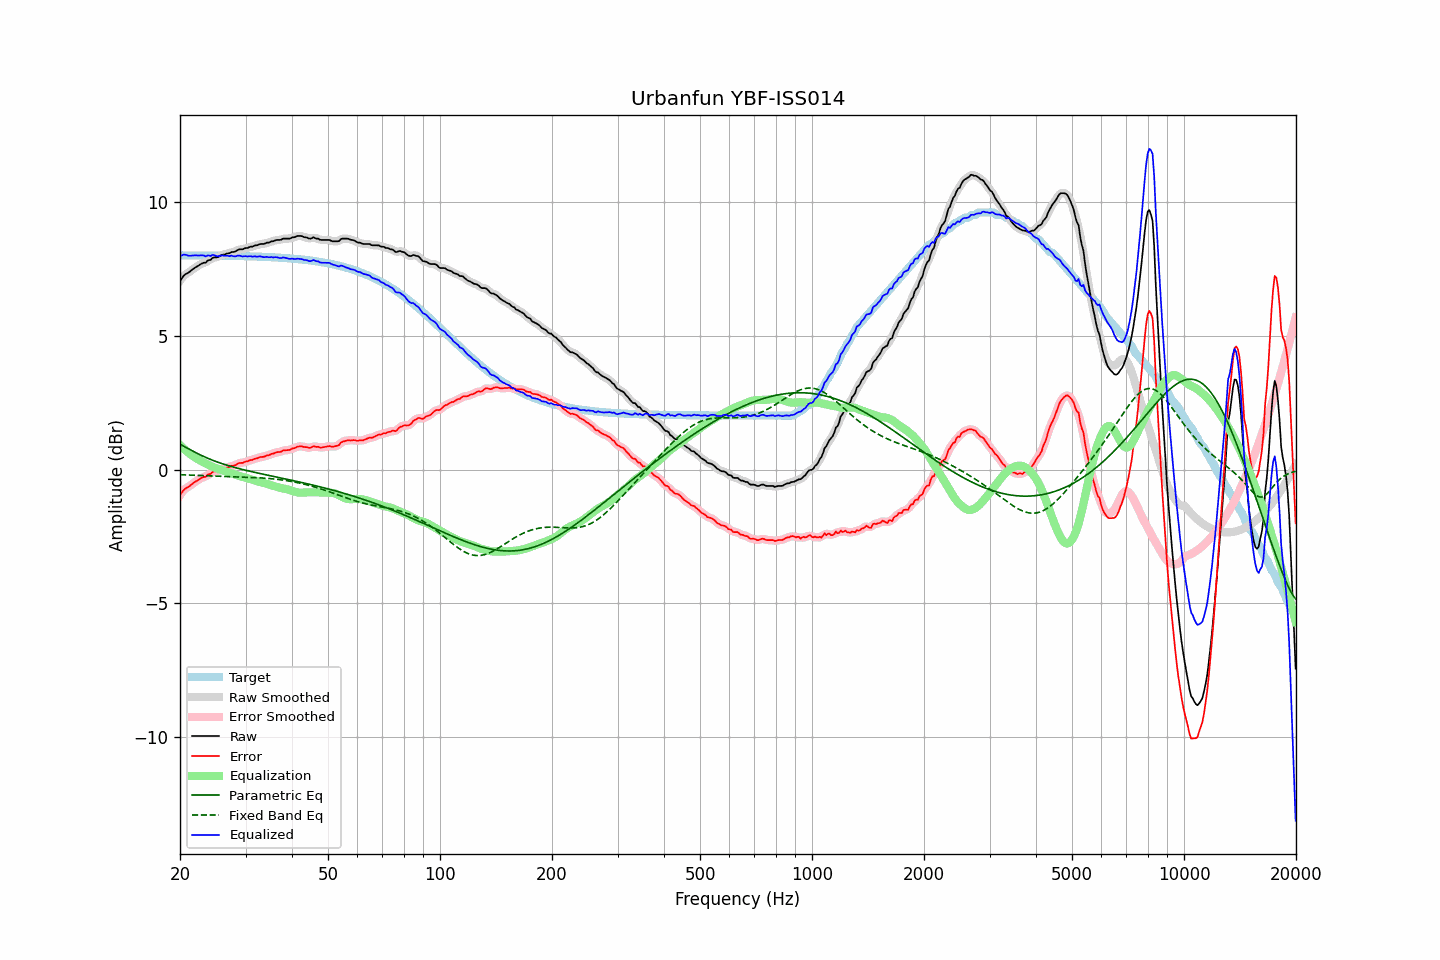 Urbanfun YBF-ISS014
Amplitude (dBr)
10
5
0
−5
−10
Target
Raw Smoothed
Error Smoothed
Raw
Error
Equalization
Parametric Eq
Fixed Band Eq
Equalized
20
50
100
200
500
1000
2000
5000
10000
20000
Frequency (Hz)